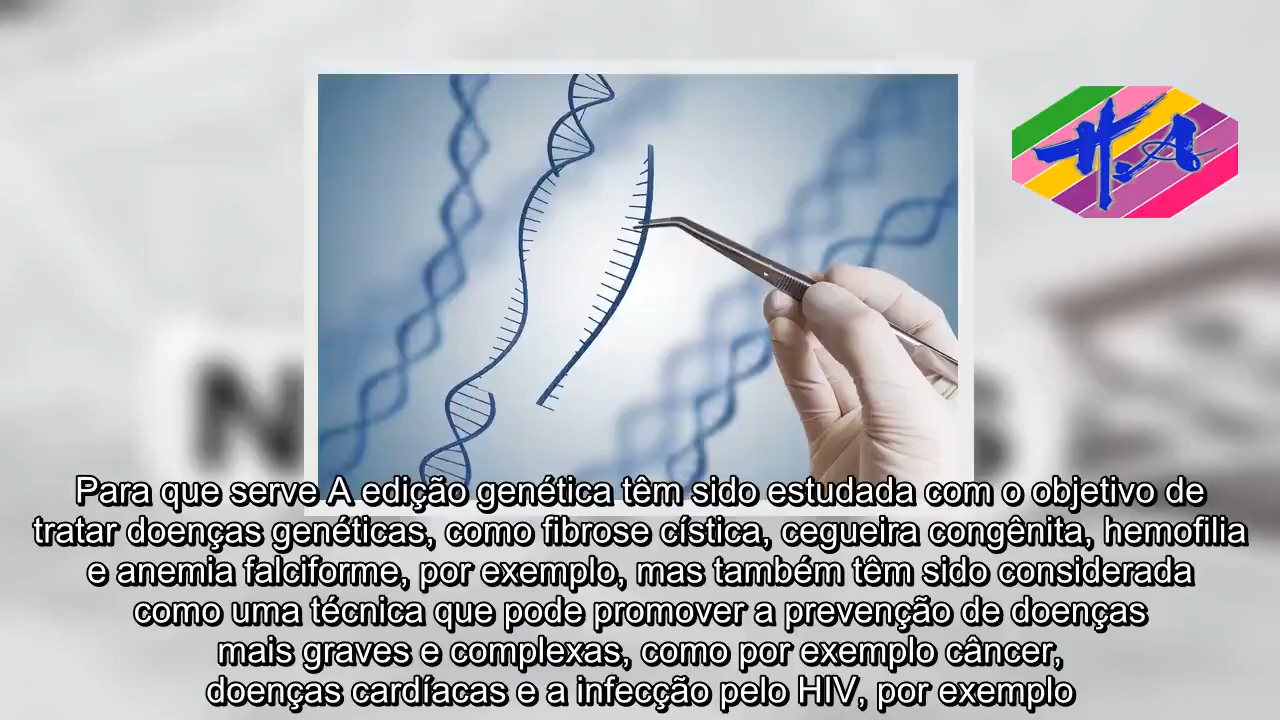 H.A
Para que serve A edição genética têm sido estudada com o objetivo de
tratar doenças genéticas, como fibrose cística, cegueira congênita, hemofilia
e anemia falciforme, por exemplo, mas também têm sido considerada
como uma técnica que pode promover a prevenção de doenças
mais graves e complexas, como por exemplo câncer,
doenças cardíacas e a infecção pelo HIV, por exemplo